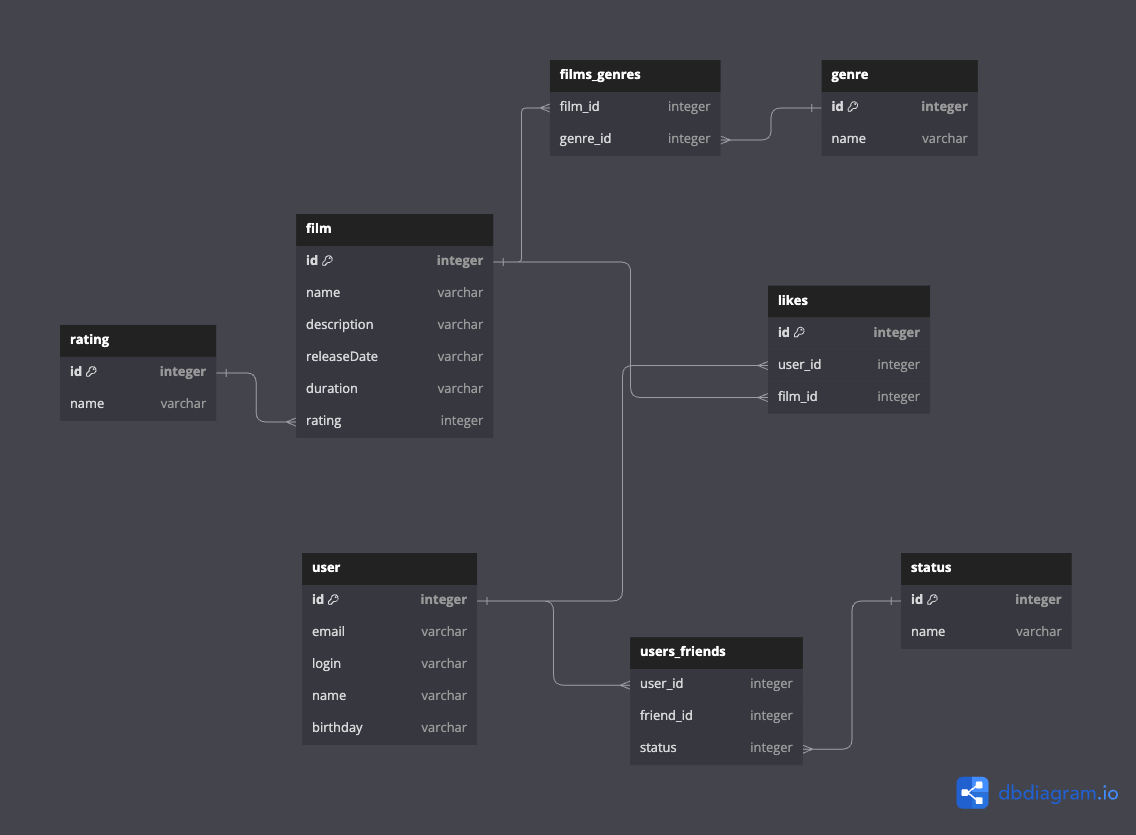 films_genres
film_id integer
genre_id integer
genre
id integer
name varchar
film
id integer
name varchar
description varchar
releaseDate varchar
duration varchar
rating integer
rating
id integer
name varchar
likes
id integer
user_id integer
film_id integer
user
id integer
email varchar
login varchar
name varchar
birthday varchar
users_friends
user_id integer
friend_id integer
status integer
status
id integer
name varchar
dbdiagram.io